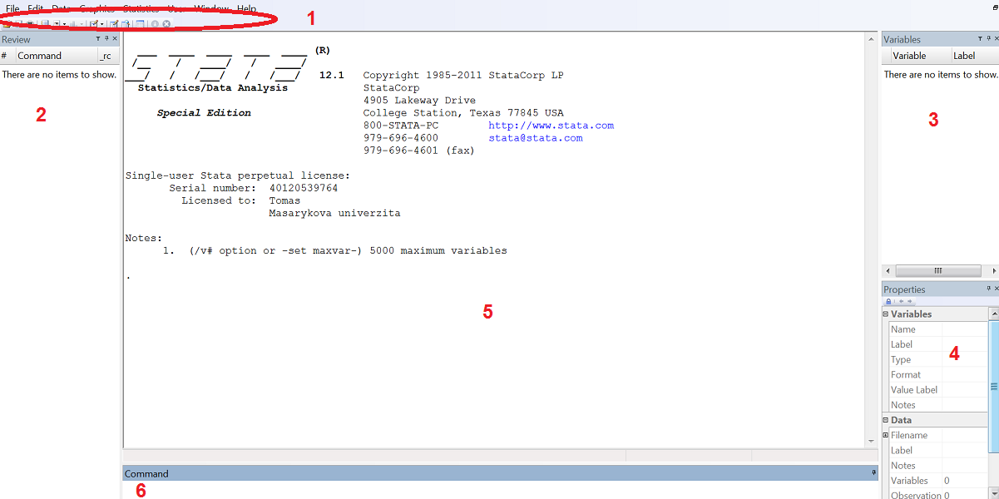 File Edit Data Graphics Statistics User Window Help
1
Review
# Command _rc
There are no items to show.
2
(R)
STATA
12.1 Copyright 1985-2011 StataCorp LP
Statistics/Data Analysis StataCorp
4905 Lakeway Drive
Special Edition College Station, Texas 77845 USA
800-STATA-PC http://www.stata.com
979-696-4600 stata@stata.com
979-696-4601 (fax)
Single-user Stata perpetual license:
Serial number: 40120539764
Licensed to: Tomas
Masarykova univerzita
Notes:
1. (/v# option or -set maxvar-) 5000 maximum variables
.
5
Command
6
Variables
Variable Label
There are no items to show.
3
Properties
Variables
Name
Label
Type
Format
Value Label
Notes
4
Data
Filename
Label
Notes
Variables 0
Observation 0